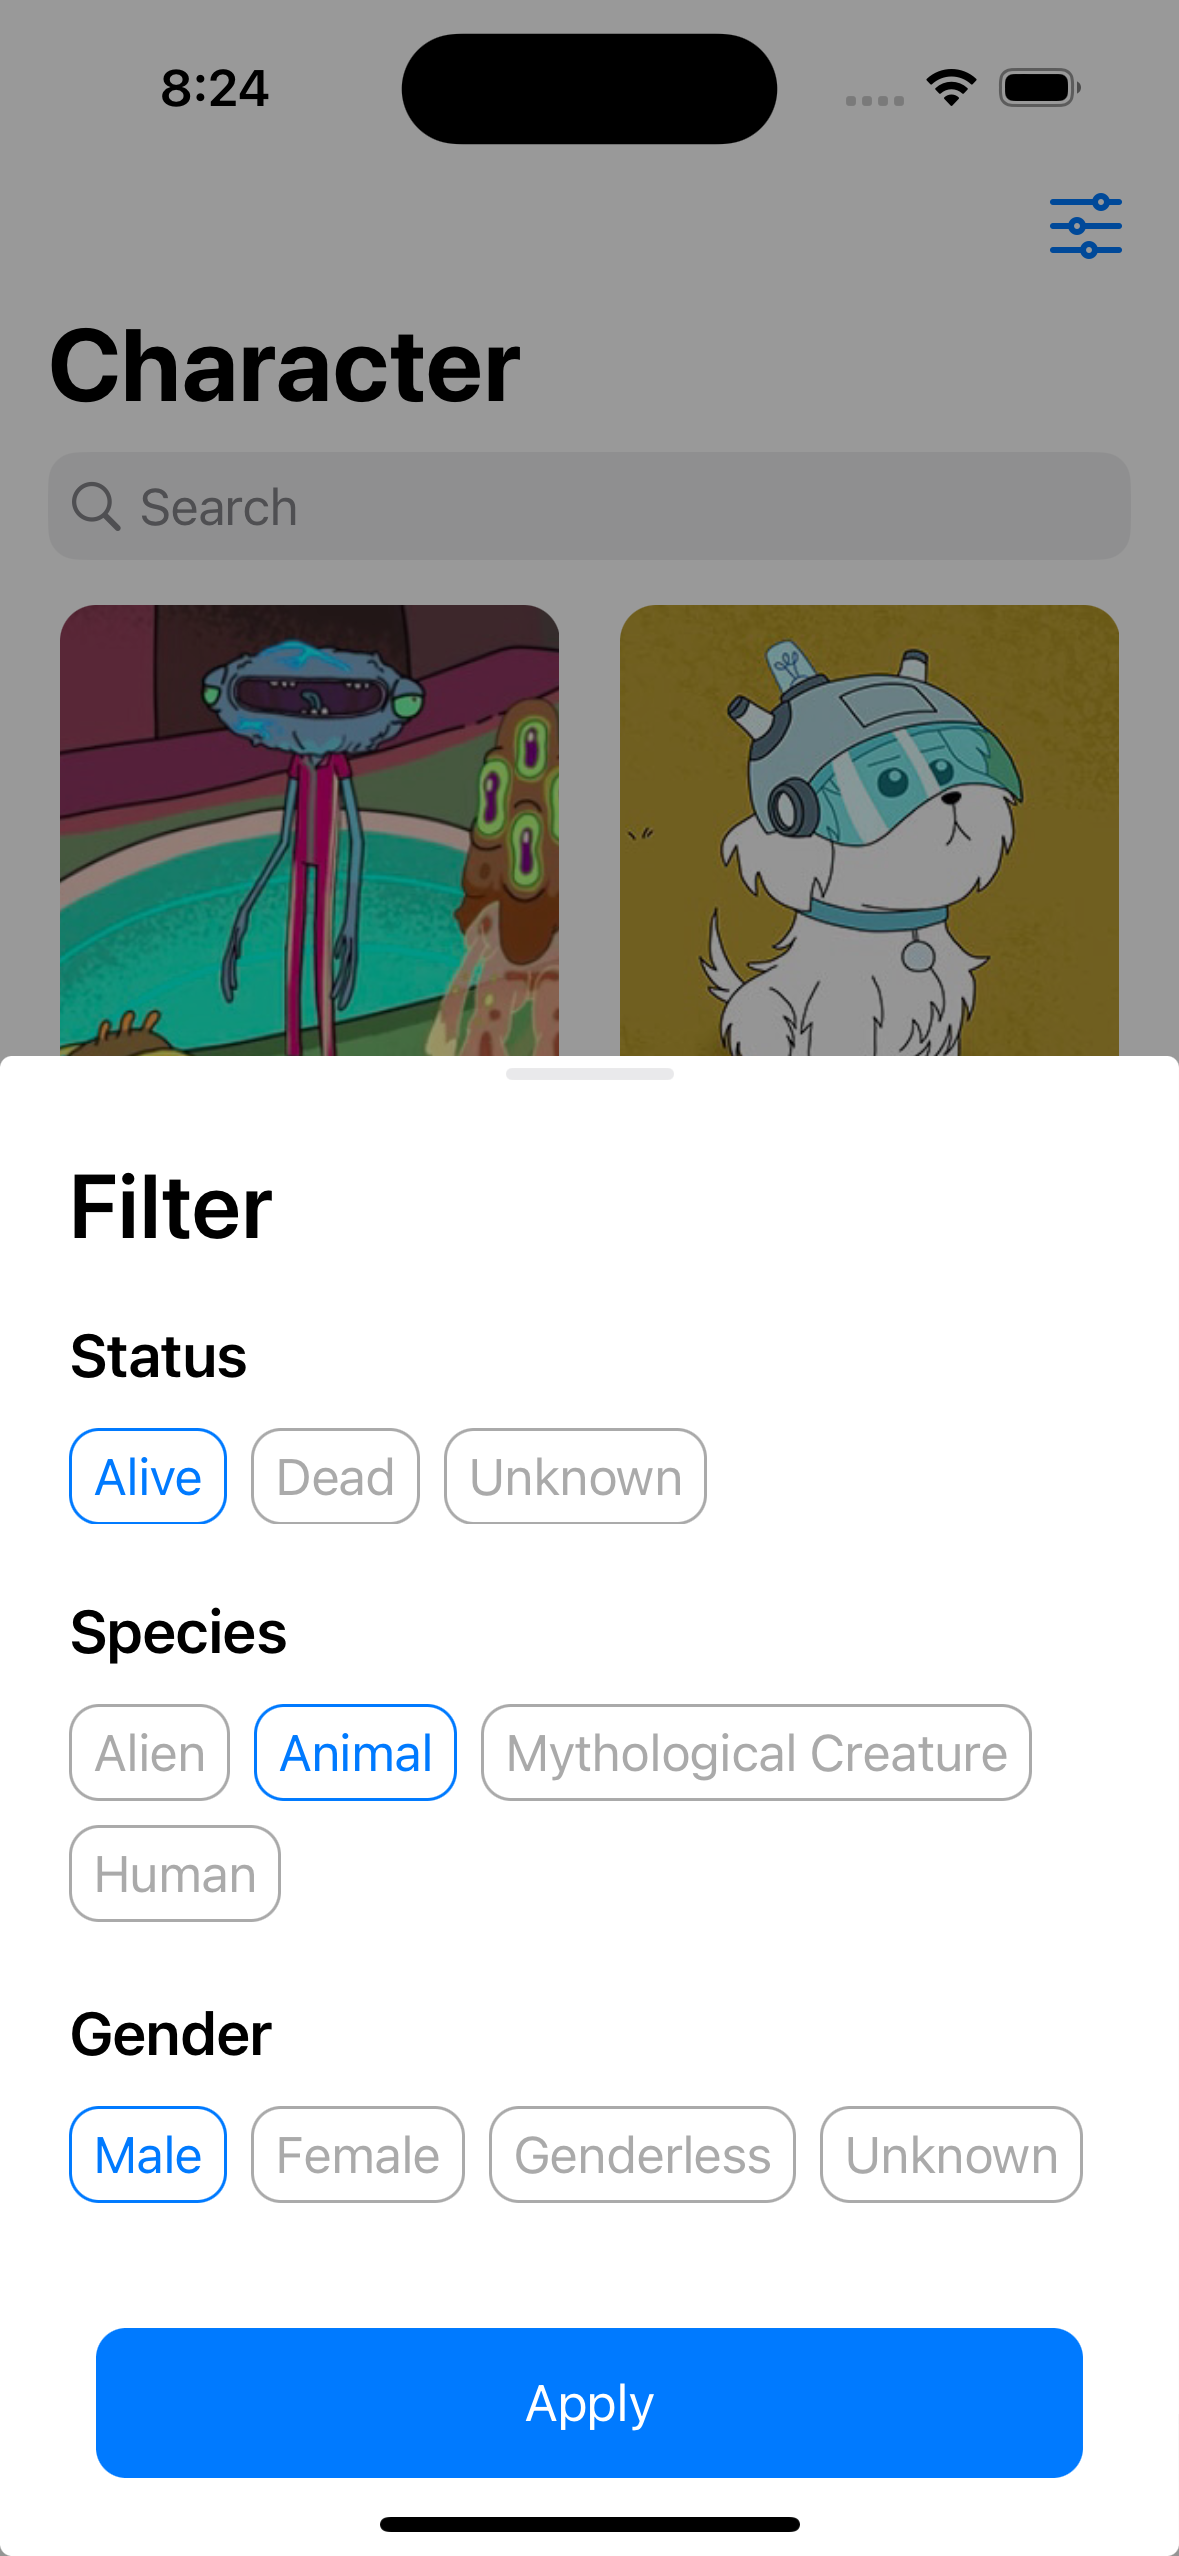 8:24
Character
Search
Filter
Status
Alive Dead Unknown
Species
Alien Animal Mythological Creature
Human
Gender
Male Female Genderless Unknown
Apply